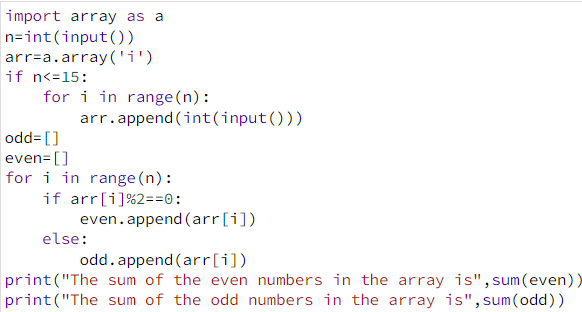 import array as a
n=int(input())
arr=a.array('i')
if n<=15:
    for i in range(n):
        arr.append(int(input()))
odd=[]
even=[]
for i in range(n):
    if arr[i]%2==0:
        even.append(arr[i])
    else:
        odd.append(arr[i])
print("The sum of the even numbers in the array is",sum(even))
print("The sum of the odd numbers in the array is",sum(odd))